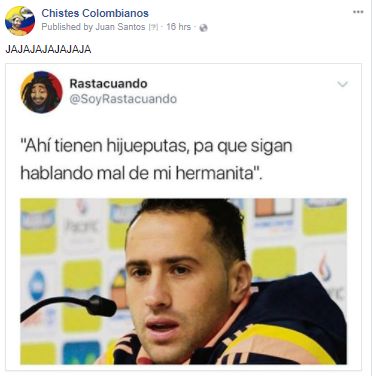 Chistes Colombianos
Published by Juan Santos [?] · 16 hrs ·
JAJAJAJAJAJAJA
Rastacuando
@SoyRastacuando
"Ahí tienen hijueputas, pa que sigan
hablando mal de mi hermanita".